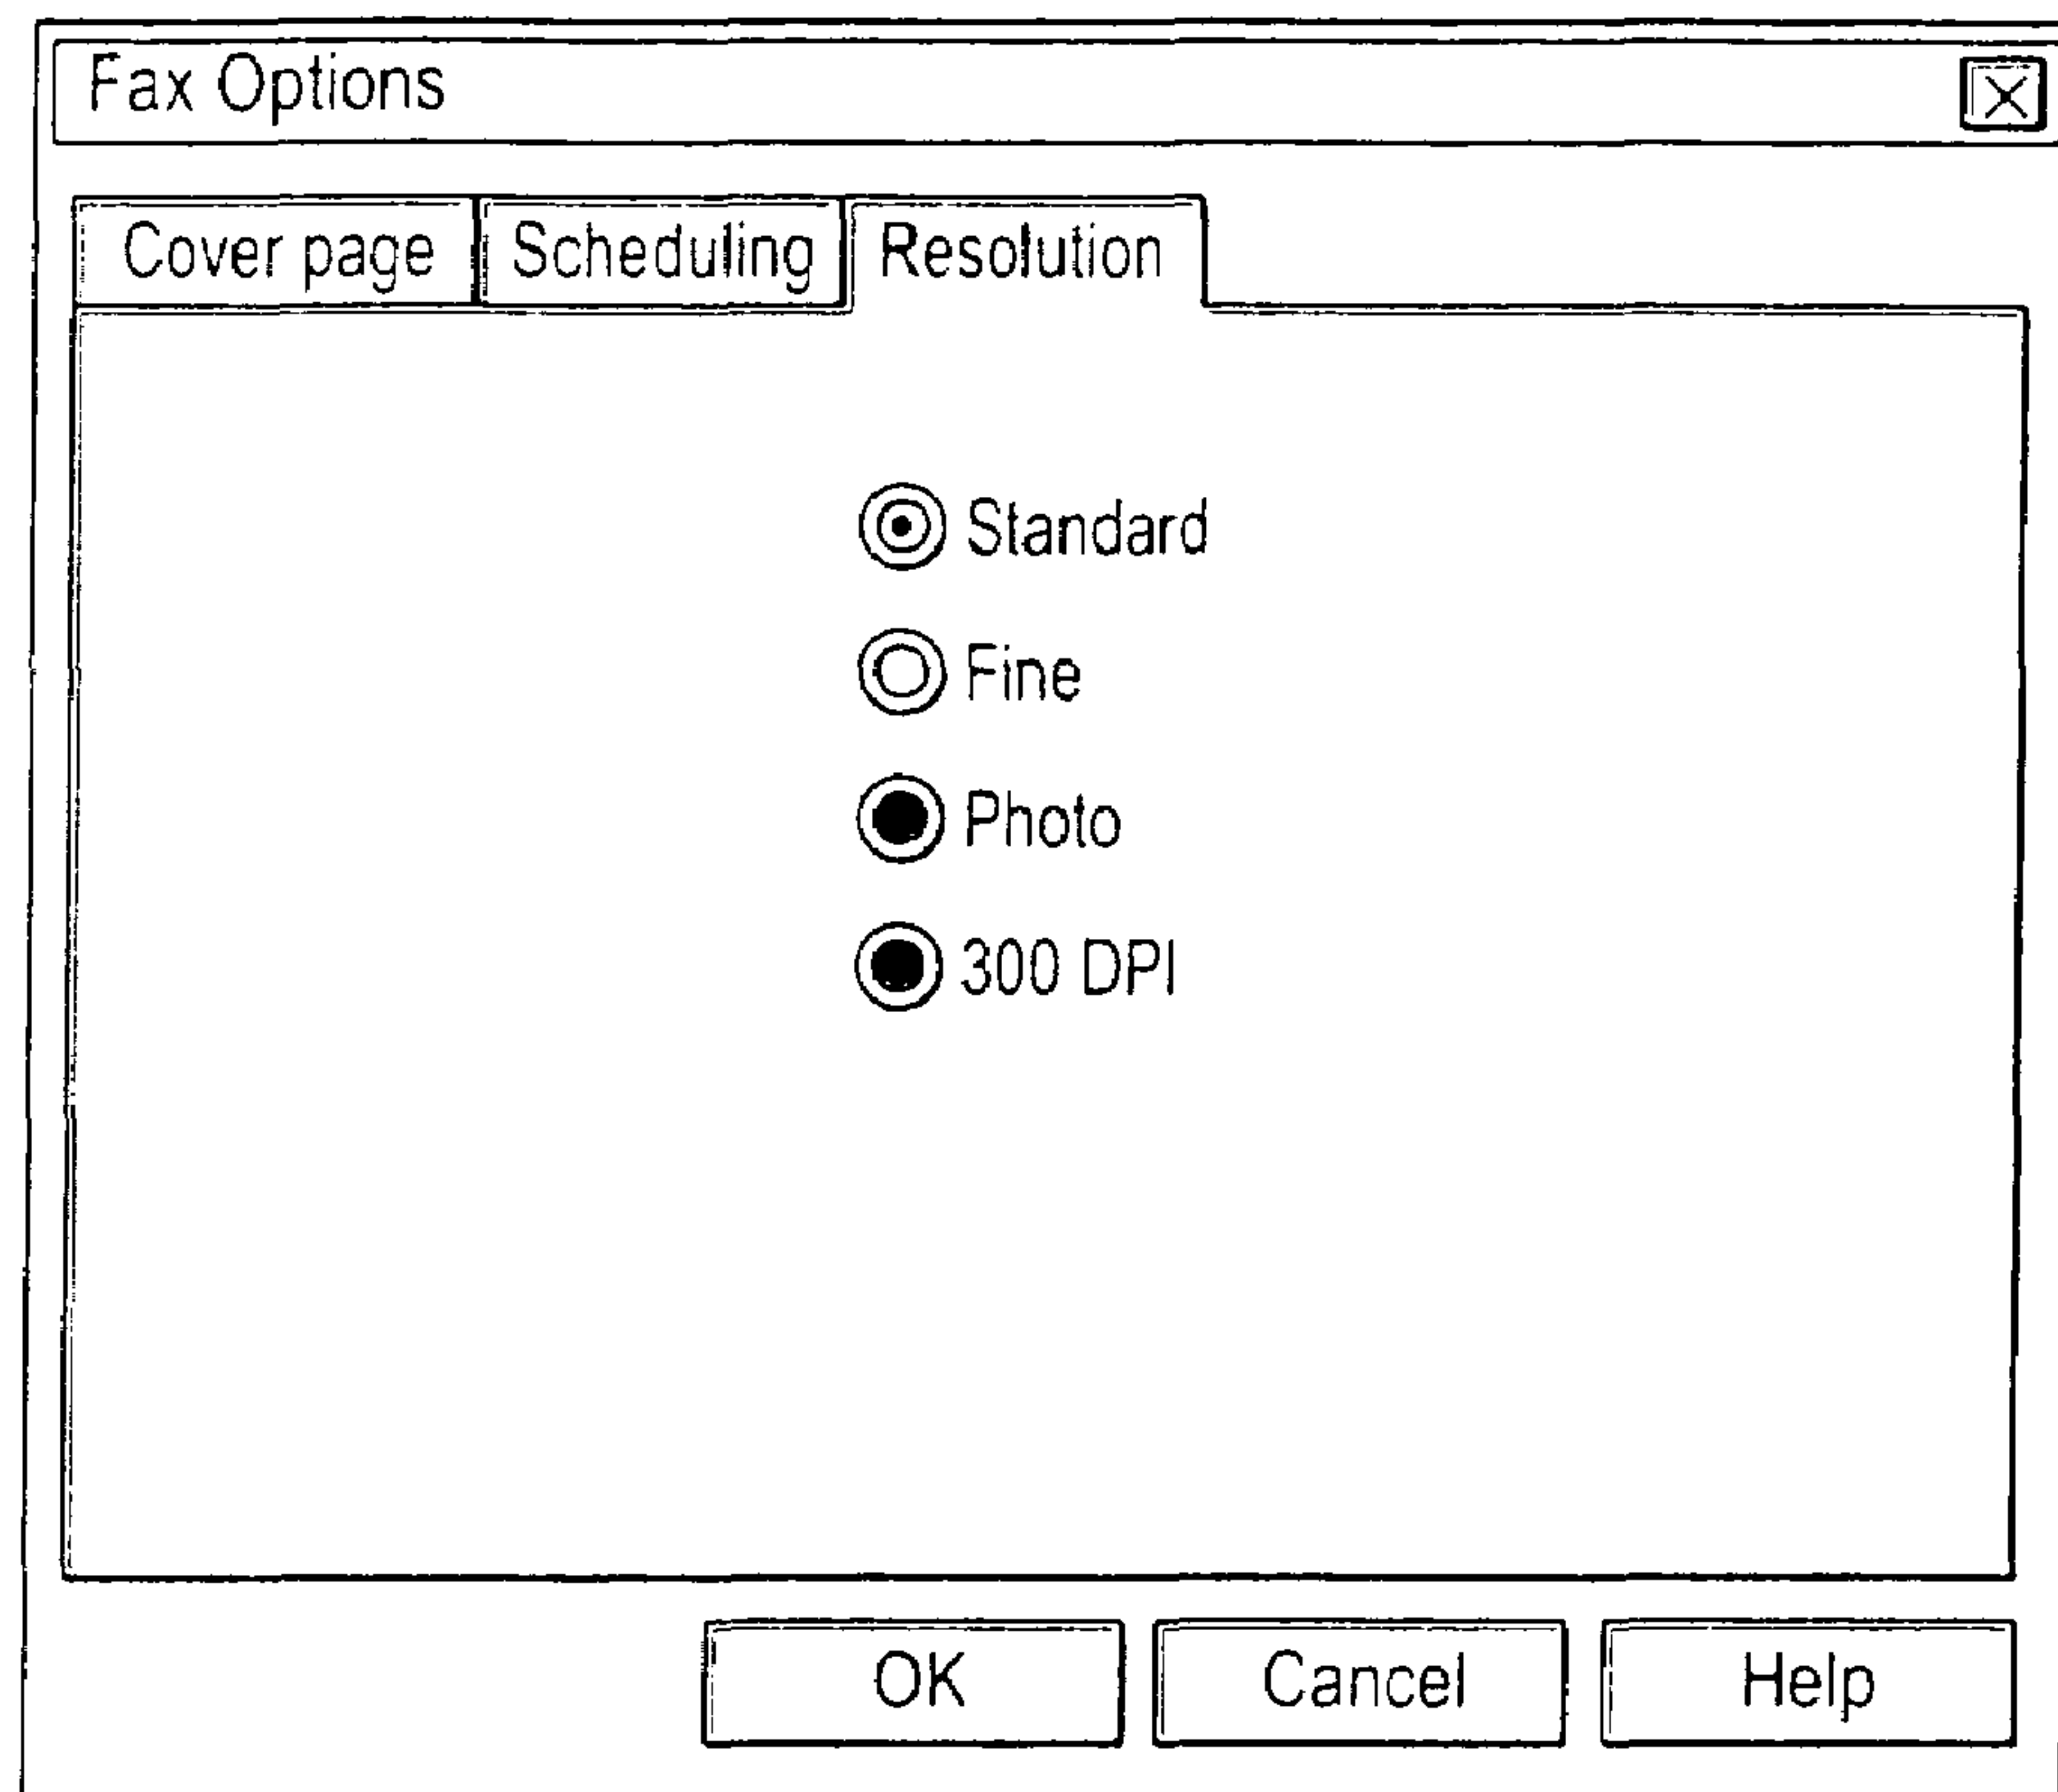 Fax Options
Cover page Scheduling Resolution
Standard
Fine
Photo
300 DPI
OK Cancel Help